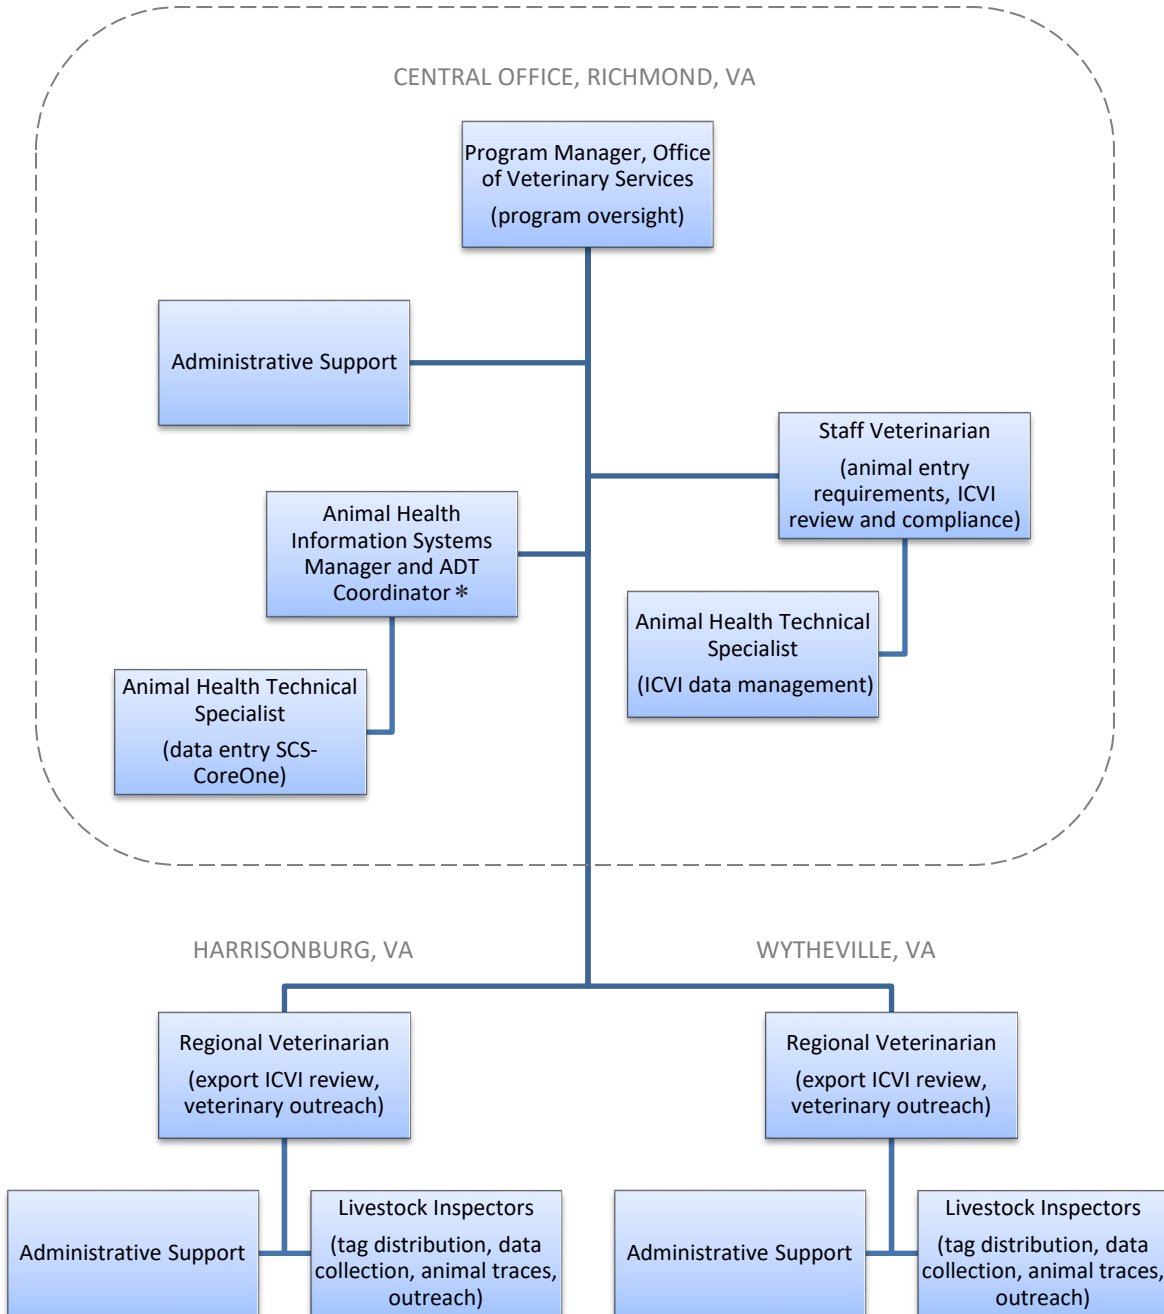 CENTRAL OFFICE, RICHMOND, VA
Program Manager, Office
of Veterinary Services
(program oversight)
Administrative Support
Staff Veterinarian
(animal entry
requirements, ICVI
review and compliance)
Animal Health
Information Systems
Manager and ADT
Coordinator *
Animal Health Technical
Specialist
(ICVI data management)
Animal Health Technical
Specialist
(data entry SCS-
CoreOne)
HARRISONBURG, VA
WYTHEVILLE, VA
Regional Veterinarian
(export ICVI review,
veterinary outreach)
Regional Veterinarian
(export ICVI review,
veterinary outreach)
Administrative Support
Livestock Inspectors
(tag distribution, data
collection, animal traces,
outreach)
Administrative Support
Livestock Inspectors
(tag distribution, data
collection, animal traces,
outreach)